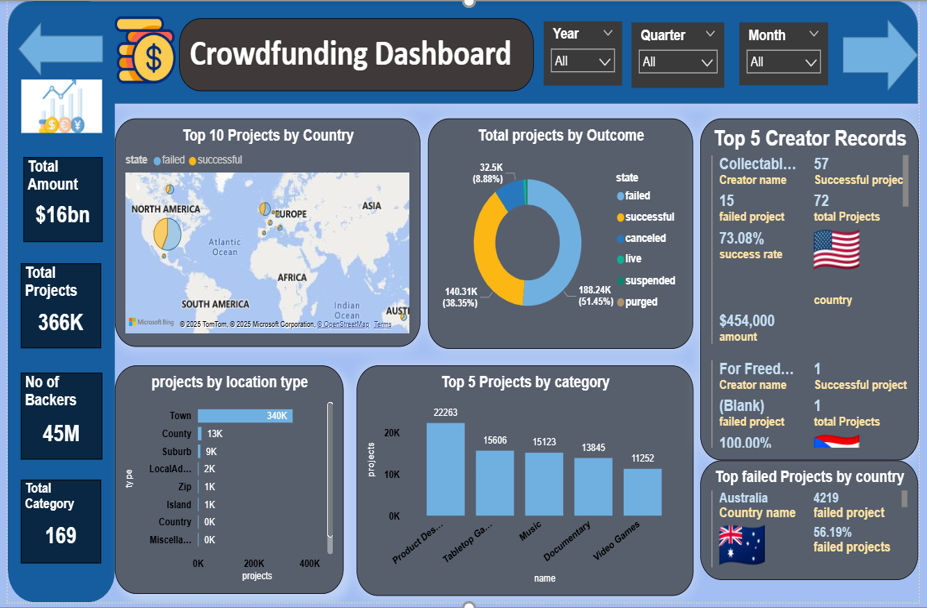 Crowdfunding Dashboard
Year
All
Quarter
All
Month
All
Total
Amount
$16bn
Total
Projects
366K
No of
Backers
45M
Total
Category
169
Top 10 Projects by Country
state failed successful
NORTH AMERICA
EUROPE
ASIA
Atlantic
Ocean
AFRICA
SOUTH AMERICA
Indian
Ocean
AUSTI
Microsoft Bing © 2025 TomTom, © 2025 Microsoft Corporation, © OpenStreetMap Terms
Total projects by Outcome
32.5K
(8.88%)
140.31K
(38.35%)
188.24K
(51.45%)
state
failed
successful
canceled
live
suspended
purged
Top 5 Creator Records
Collectabl... 57
Creator name Successful projec
15 72
failed project total Projects
73.08%
success rate
country
$454,000
amount
For Freed... 1
Creator name Successful project
(Blank) 1
failed project total Projects
100.00%
projects by location type
type
Town 340K
County 13K
Suburb 9K
LocalAd... 2K
Zip 1K
Island 1K
Country 0K
Miscella... 0K
0K 200K 400K
projects
Top 5 Projects by category
projects
20K
10K
0K
22263
15606
15123
13845
11252
Product Des...
Tabletop Ga...
Music
Documentary
Video Games
name
Top failed Projects by country
Australia 4219
Country name failed project
56.19%
failed projects